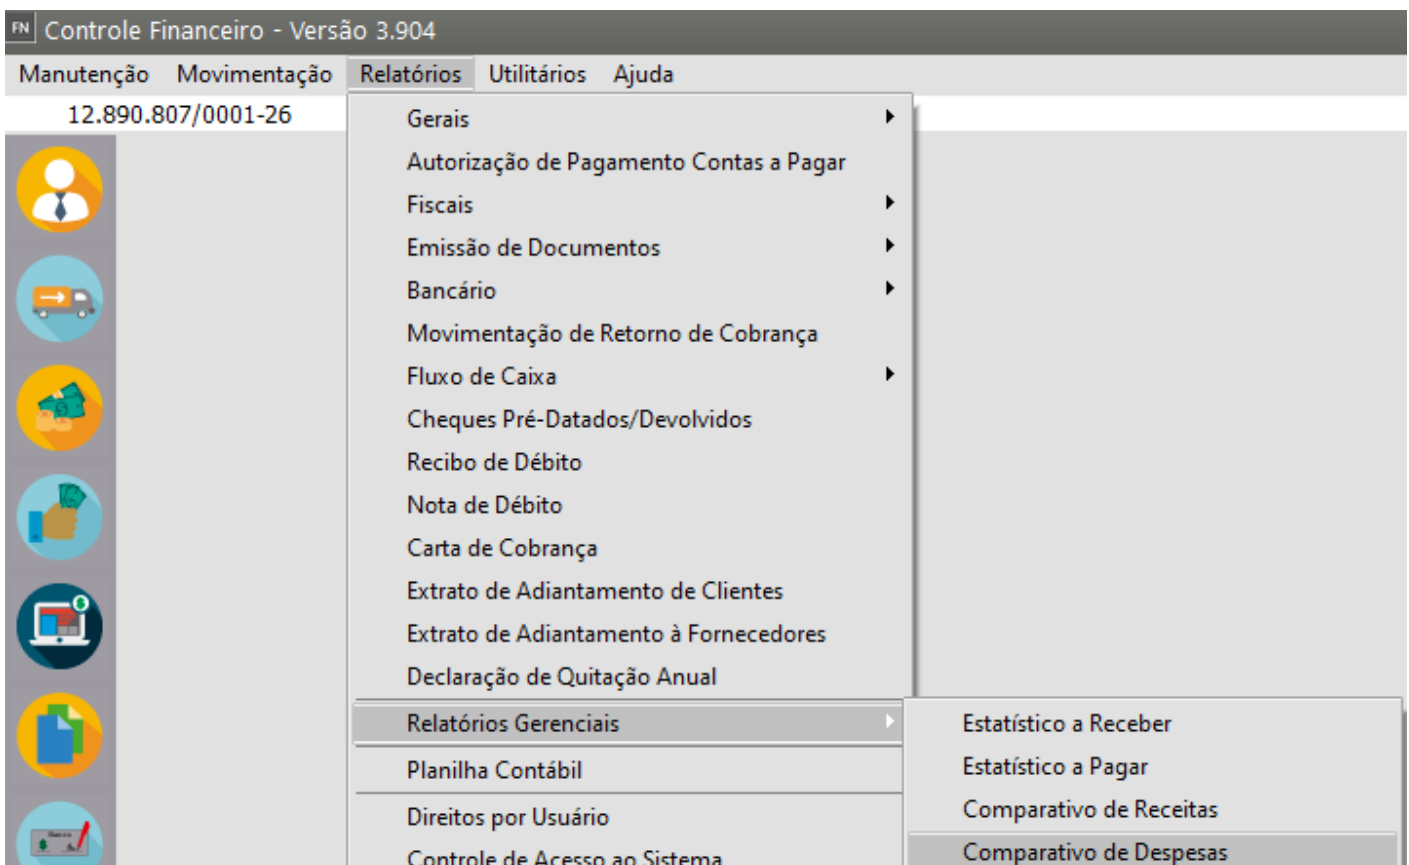 FN Controle Financeiro - Versão 3.904
Manutenção Movimentação Relatórios Utilitários Ajuda
12.890.807/0001-26
Gerais
Autorização de Pagamento Contas a Pagar
Fiscais
Emissão de Documentos
Bancário
Movimentação de Retorno de Cobrança
Fluxo de Caixa
Cheques Pré-Datados/Devolvidos
Recibo de Débito
Nota de Débito
Carta de Cobrança
Extrato de Adiantamento de Clientes
Extrato de Adiantamento à Fornecedores
Declaração de Quitação Anual
Relatórios Gerenciais
Planilha Contábil
Direitos por Usuário
Controle de Acesso ao Sistema
Estatístico a Receber
Estatístico a Pagar
Comparativo de Receitas
Comparativo de Despesas